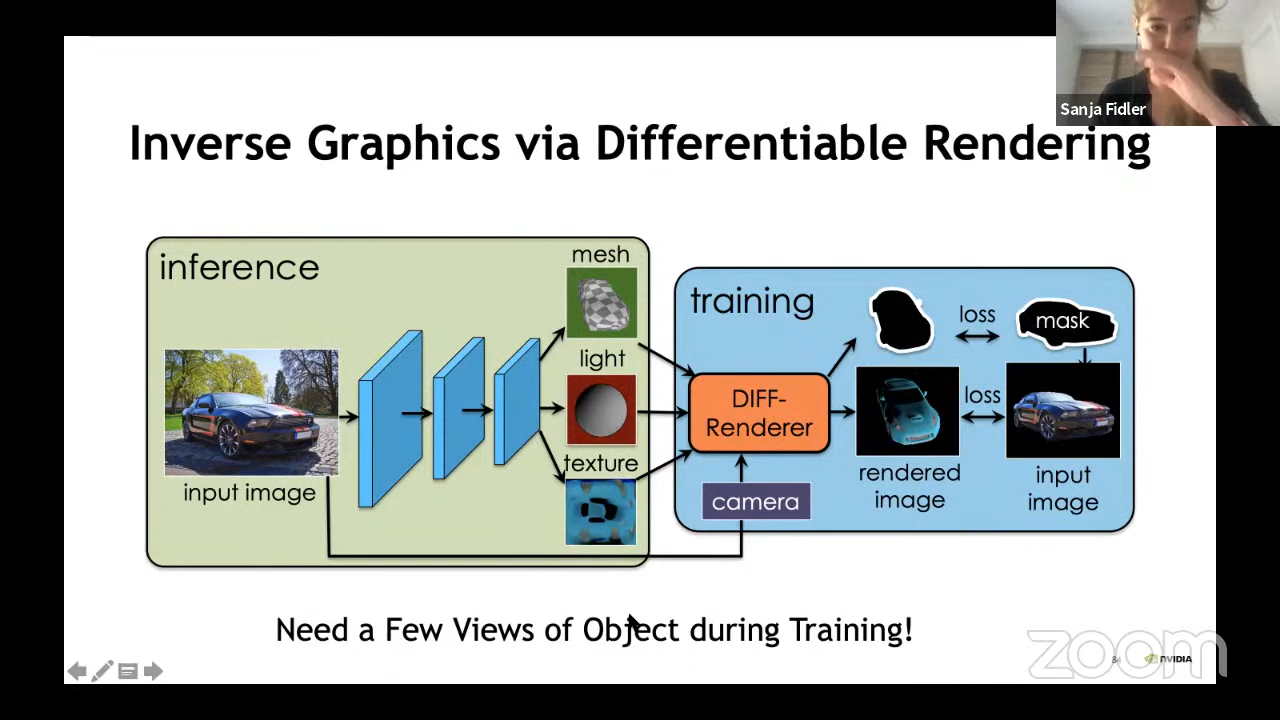 Sanja Fidler
Inverse Graphics via Differentiable Rendering
inference
mesh
light
texture
input image
training
loss
mask
DIFF-
Renderer
loss
camera
rendered
image
input
image
Need a Few Views of Object during Training!
zoom
NVIDIA